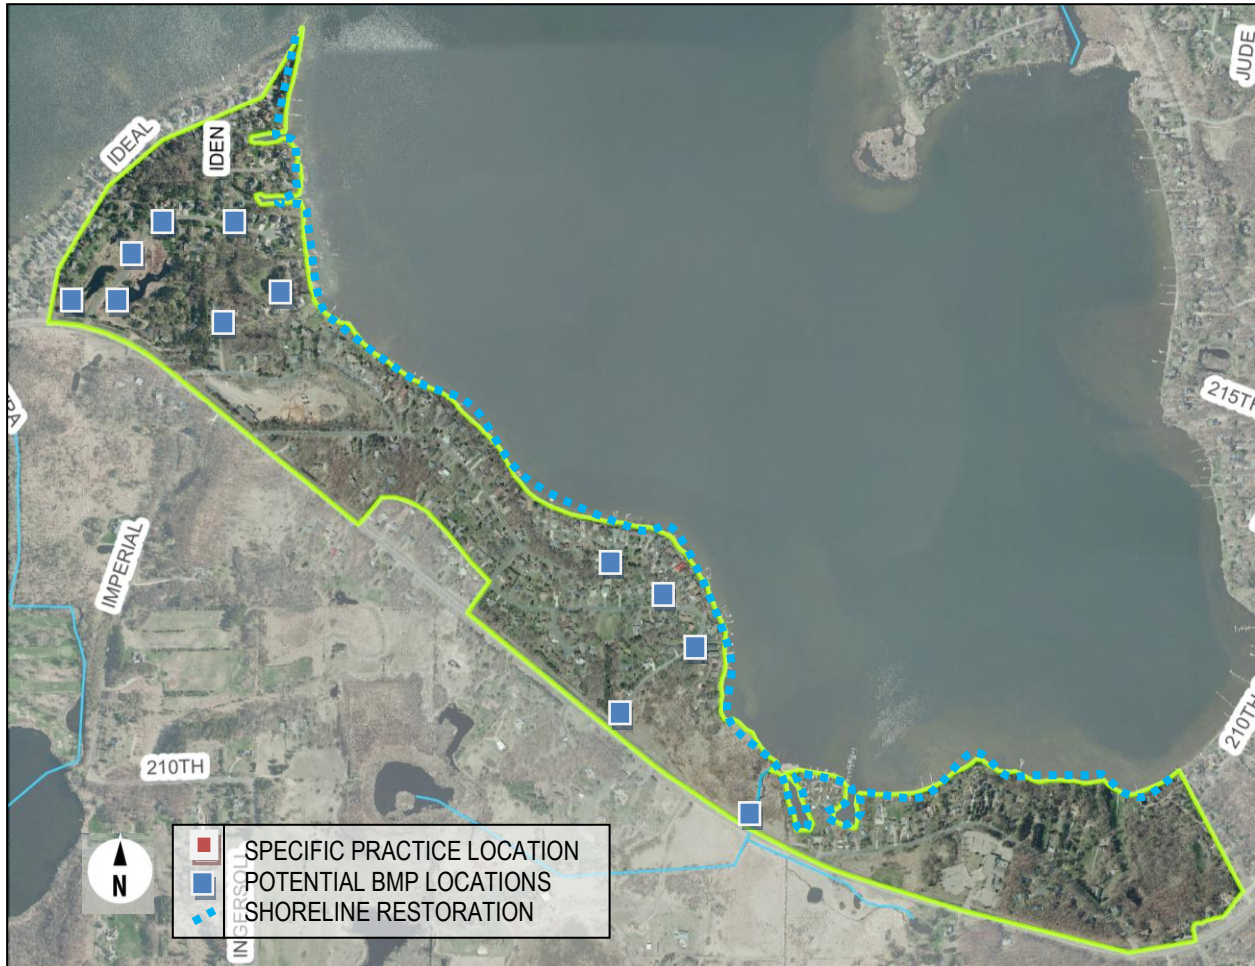 JUDE
IDEAL
IDEN
215TH
IMPERIAL
210TH
210TH
INGERSOLL
N
SPECIFIC PRACTICE LOCATION
POTENTIAL BMP LOCATIONS
SHORELINE RESTORATION